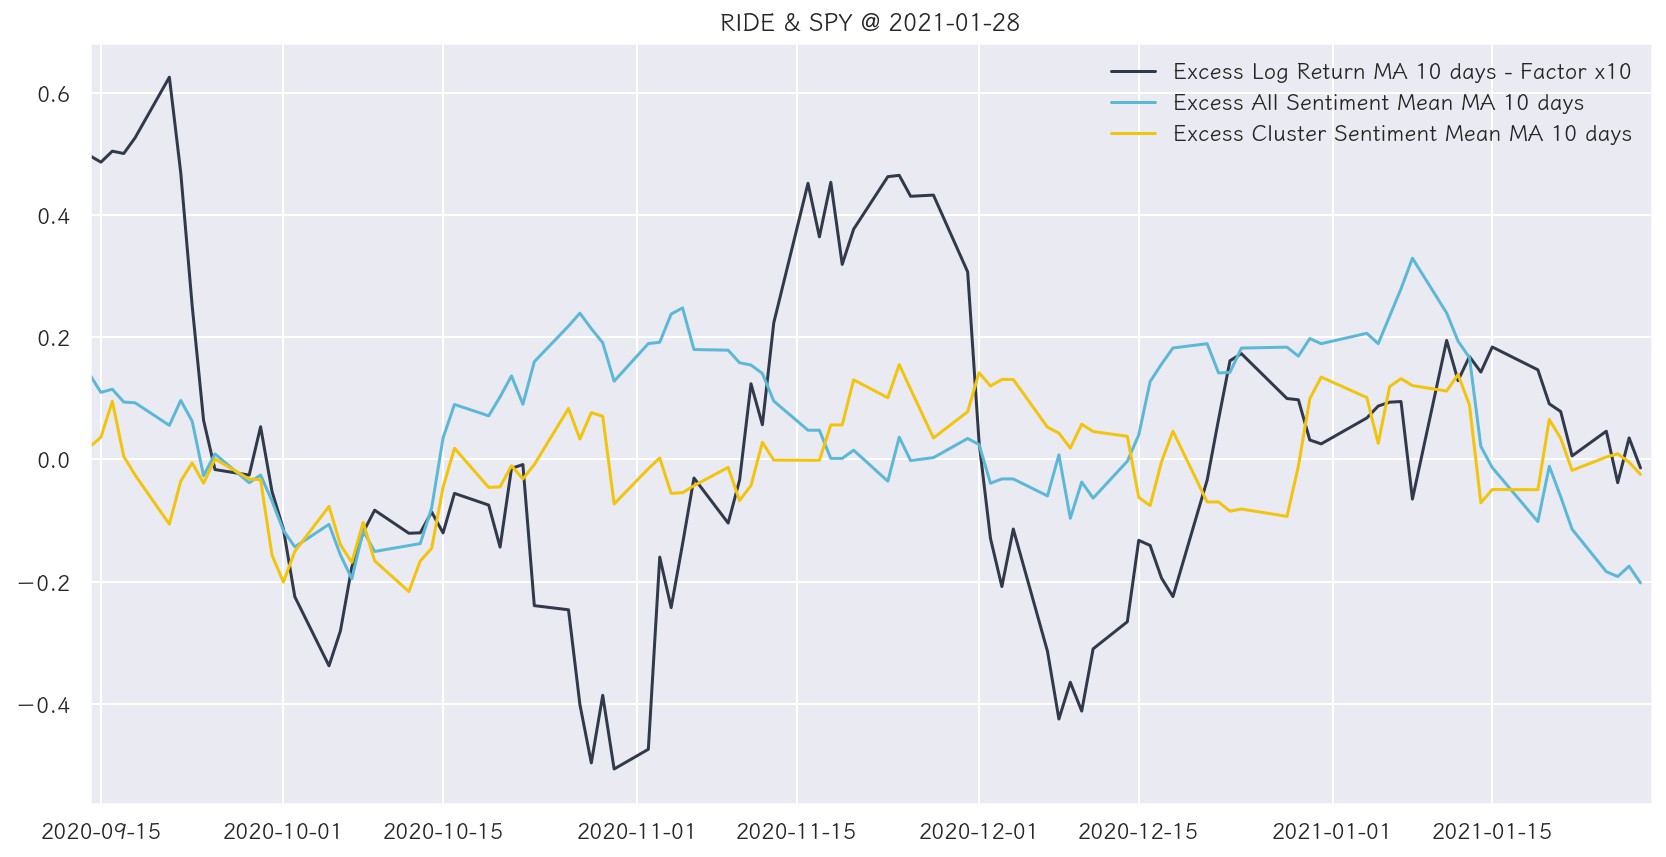 RIDE & SPY @ 2021-01-28
Excess Log Return MA 10 days - Factor x10
Excess All Sentiment Mean MA 10 days
Excess Cluster Sentiment Mean MA 10 days
0.6
0.4
0.2
0.0
−0.2
−0.4
2020-09-15 2020-10-01 2020-10-15 2020-11-01 2020-11-15 2020-12-01 2020-12-15 2021-01-01 2021-01-15